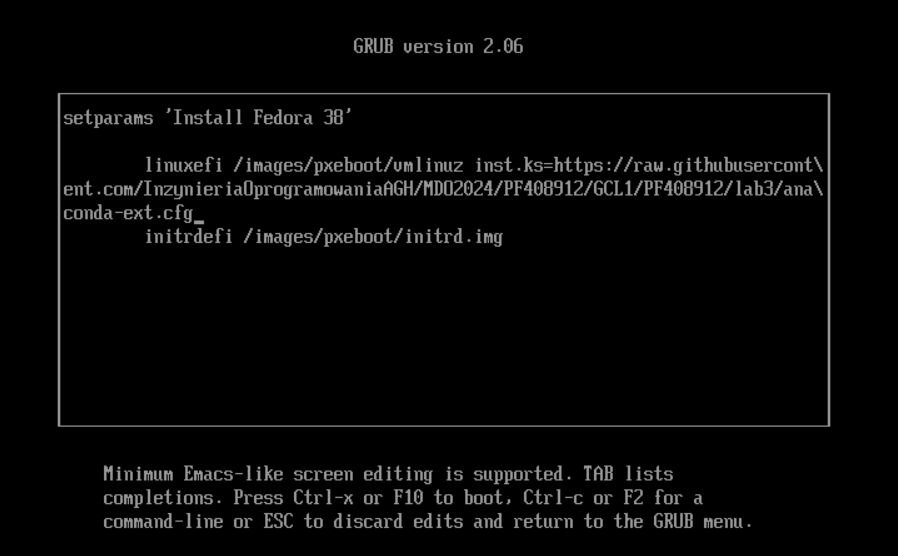 GRUB version 2.06
setparams 'Install Fedora 38'
linuxefi /images/pxeboot/vmlinuz inst.ks=https://raw.githubusercont\
ent.com/InzynieriaOprogramowaniaAGH/MDO2024/PF408912/GCL1/PF408912/lab3/ana\
conda-ext.cfg_
initrdefi /images/pxeboot/initrd.img
Minimum Emacs-like screen editing is supported. TAB lists
completions. Press Ctrl-x or F10 to boot, Ctrl-c or F2 for a
command-line or ESC to discard edits and return to the GRUB menu.